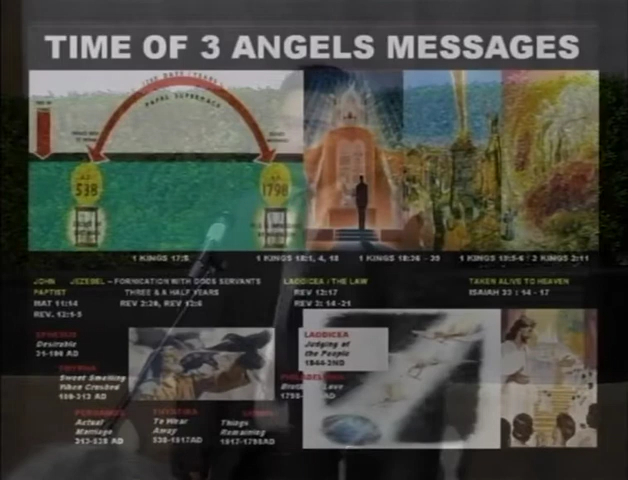 TIME OF 3 ANGELS MESSAGES
PAPAL SUPREMACY
538
1798
1 KINGS 17:5
1 KINGS 18:1, 4, 18
1 KINGS 18:36 - 39
1 KINGS 19:5-6 : 2 KINGS 2:11
JOHN
BAPTIST
MAT 11:14
REV. 12:1-5
JEZEBEL – FORNICATION WITH GODS SERVANTS
THREE & A HALF YEARS
REV 2:20, REV 12:6
LAODICEA / THE LAW
REV 12:17
REV 3: 14 -21
TAKEN ALIVE TO HEAVEN
ISAIAH 33 : 14 - 17
EPHESUS
Desirable
31-100 AD
Sweet Smelling
When Crushed
100-313 AD
PERGAMOS
Actual
Marriage
313-538 AD
THYATIRA
To Wear
Away
538-1517AD
SARDIS
Things
Remaining
1517-1798AD
PHILADELPHIA
Love
LAODICEA
Judging of
the People
1844-2ND